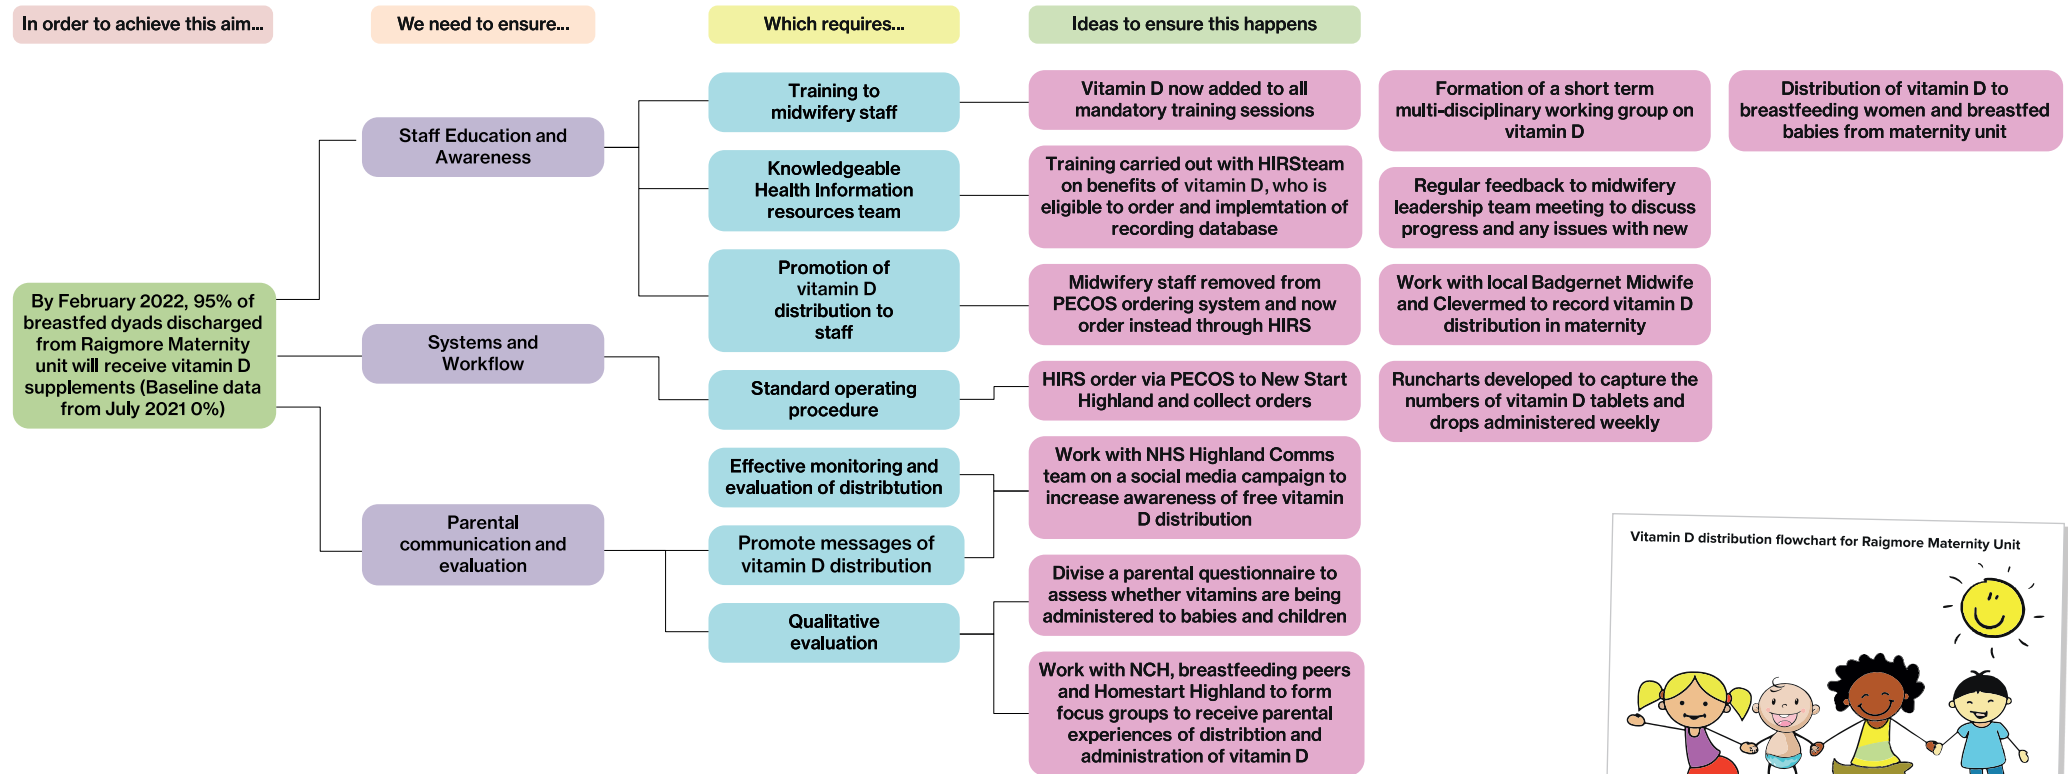 In order to achieve this aim...
We need to ensure...
Which requires...
Ideas to ensure this happens
By February 2022, 95% of
breastfed dyads discharged
from Raigmore Maternity
unit will receive vitamin D
supplements (Baseline data
from July 2021 0%)
Staff Education and
Awareness
Systems and
Workflow
Parental
communication and
evaluation
Training to
midwifery staff
Knowledgeable
Health Information
resources team
Promotion of
vitamin D
distribution to
staff
Standard operating
procedure
Effective monitoring and
evaluation of distribtution
Promote messages of
vitamin D distribution
Qualitative
evaluation
Vitamin D now added to all
mandatory training sessions
Training carried out with HIRSteam
on benefits of vitamin D, who is
eligible to order and implemtation of
recording database
Midwifery staff removed from
PECOS ordering system and now
order instead through HIRS
HIRS order via PECOS to New Start
Highland and collect orders
Work with NHS Highland Comms
team on a social media campaign to
increase awareness of free vitamin
D distribution
Divise a parental questionnaire to
assess whether vitamins are being
administered to babies and children
Work with NCH, breastfeeding peers
and Homestart Highland to form
focus groups to receive parental
experiences of distribtion and
administration of vitamin D
Formation of a short term
multi-disciplinary working group on
vitamin D
Regular feedback to midwifery
leadership team meeting to discuss
progress and any issues with new
Work with local Badgernet Midwife
and Clevermed to record vitamin D
distribution in maternity
Runcharts developed to capture the
numbers of vitamin D tablets and
drops administered weekly
Distribution of vitamin D to
breastfeeding women and breastfed
babies from maternity unit
Vitamin D distribution flowchart for Raigmore Maternity Unit